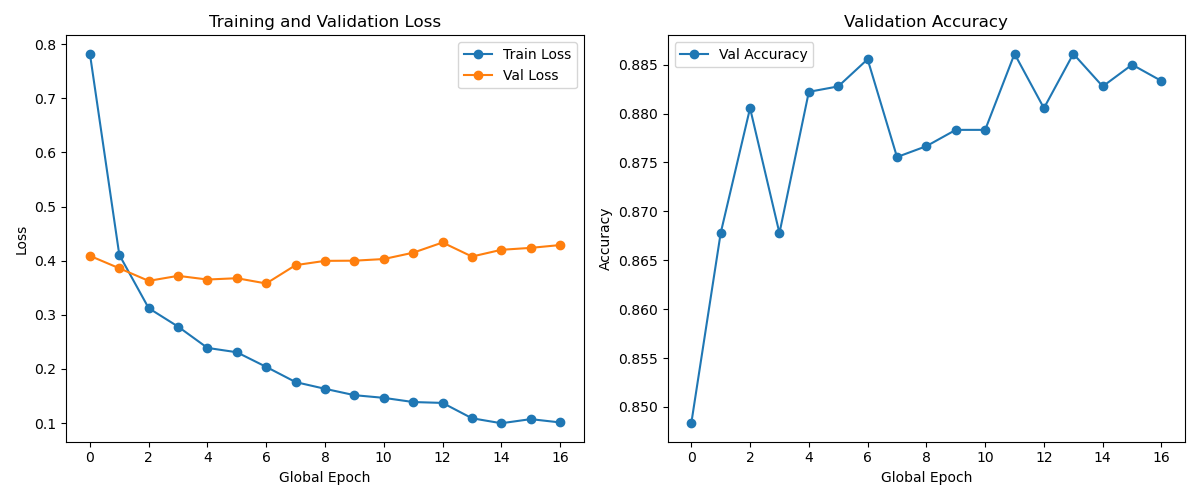 Training and Validation Loss
Train Loss
Val Loss
0.8
0.7
0.6
0.5
0.4
0.3
0.2
0.1
Loss
0 2 4 6 8 10 12 14 16
Global Epoch
Validation Accuracy
Val Accuracy
0.885
0.880
0.875
0.870
0.865
0.860
0.855
0.850
Accuracy
0 2 4 6 8 10 12 14 16
Global Epoch